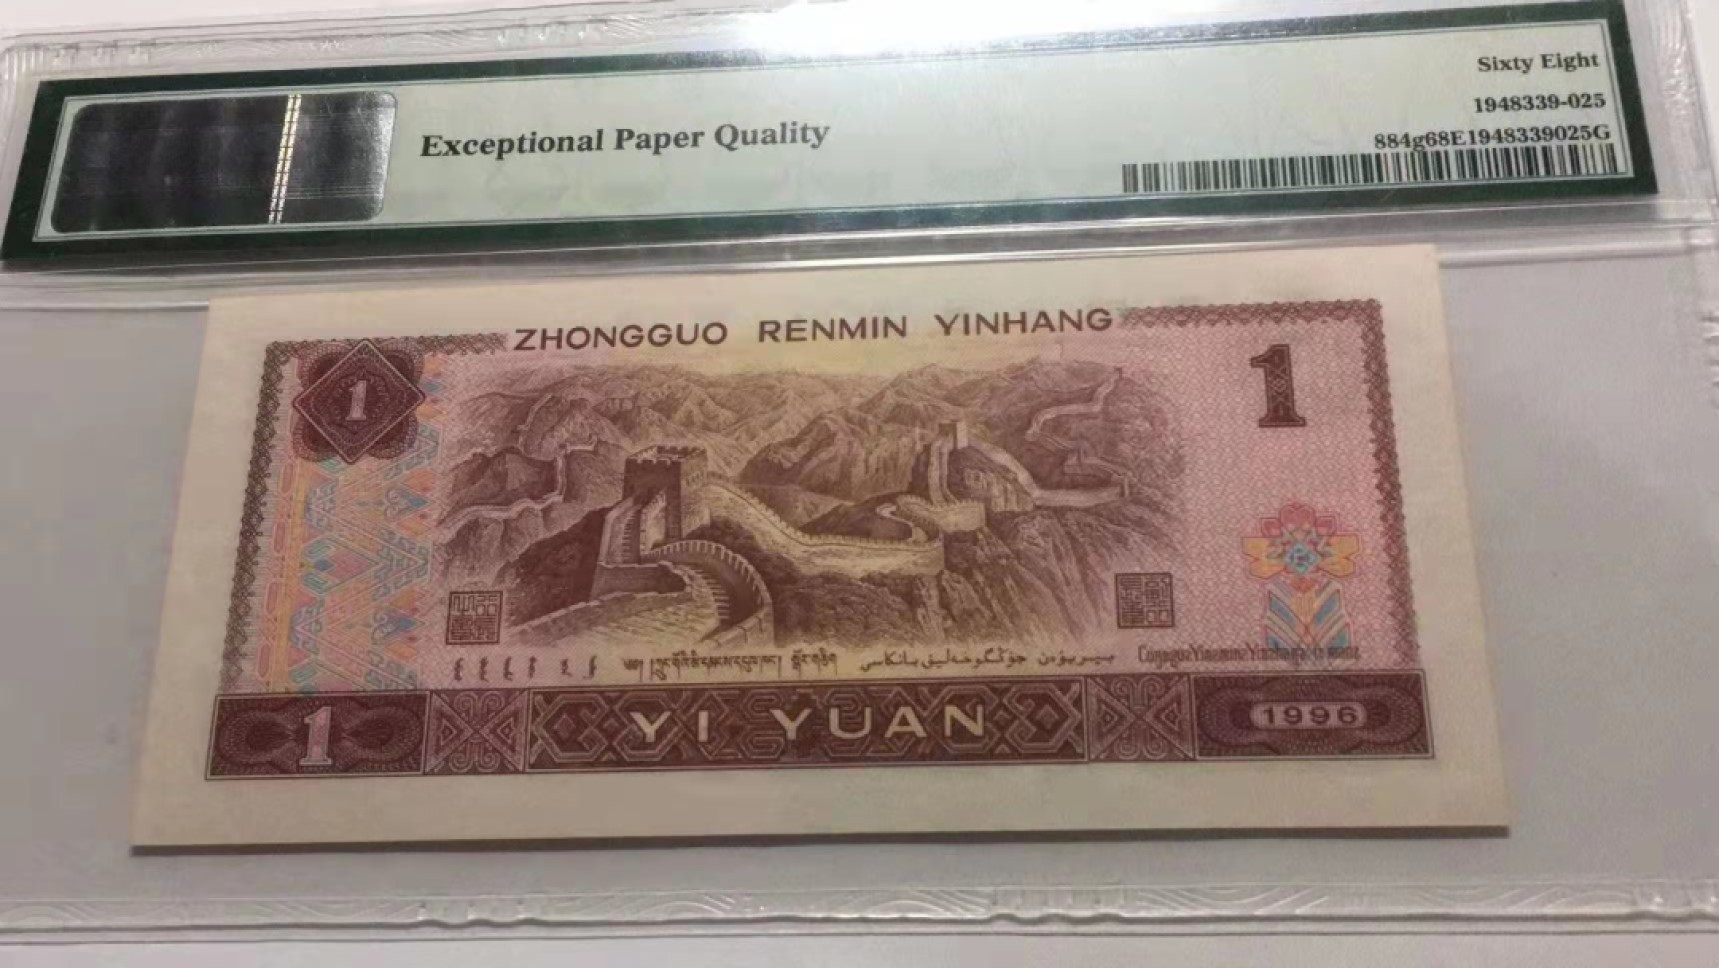 Sixty Eight
1948339-025
Exceptional Paper Quality
884g68E1948339025G
ZHONGGUO RENMIN YINHANG
1
1
1
YI YUAN
1996